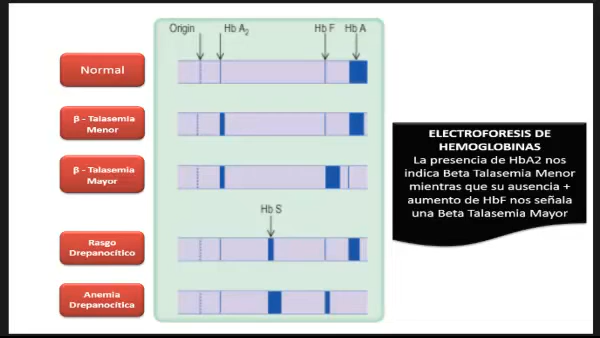 Origin Hb A₂ Hb F Hb A
Normal
β - Talasemia
Menor
β - Talasemia
Mayor
Hb S
Rasgo
Drepanocítico
Anemia
Drepanocítica
ELECTROFORESIS DE
HEMOGLOBINAS
La presencia de HbA2 nos
indica Beta Talasemia Menor
mientras que su ausencia +
aumento de HbF nos señala
una Beta Talasemia Mayor